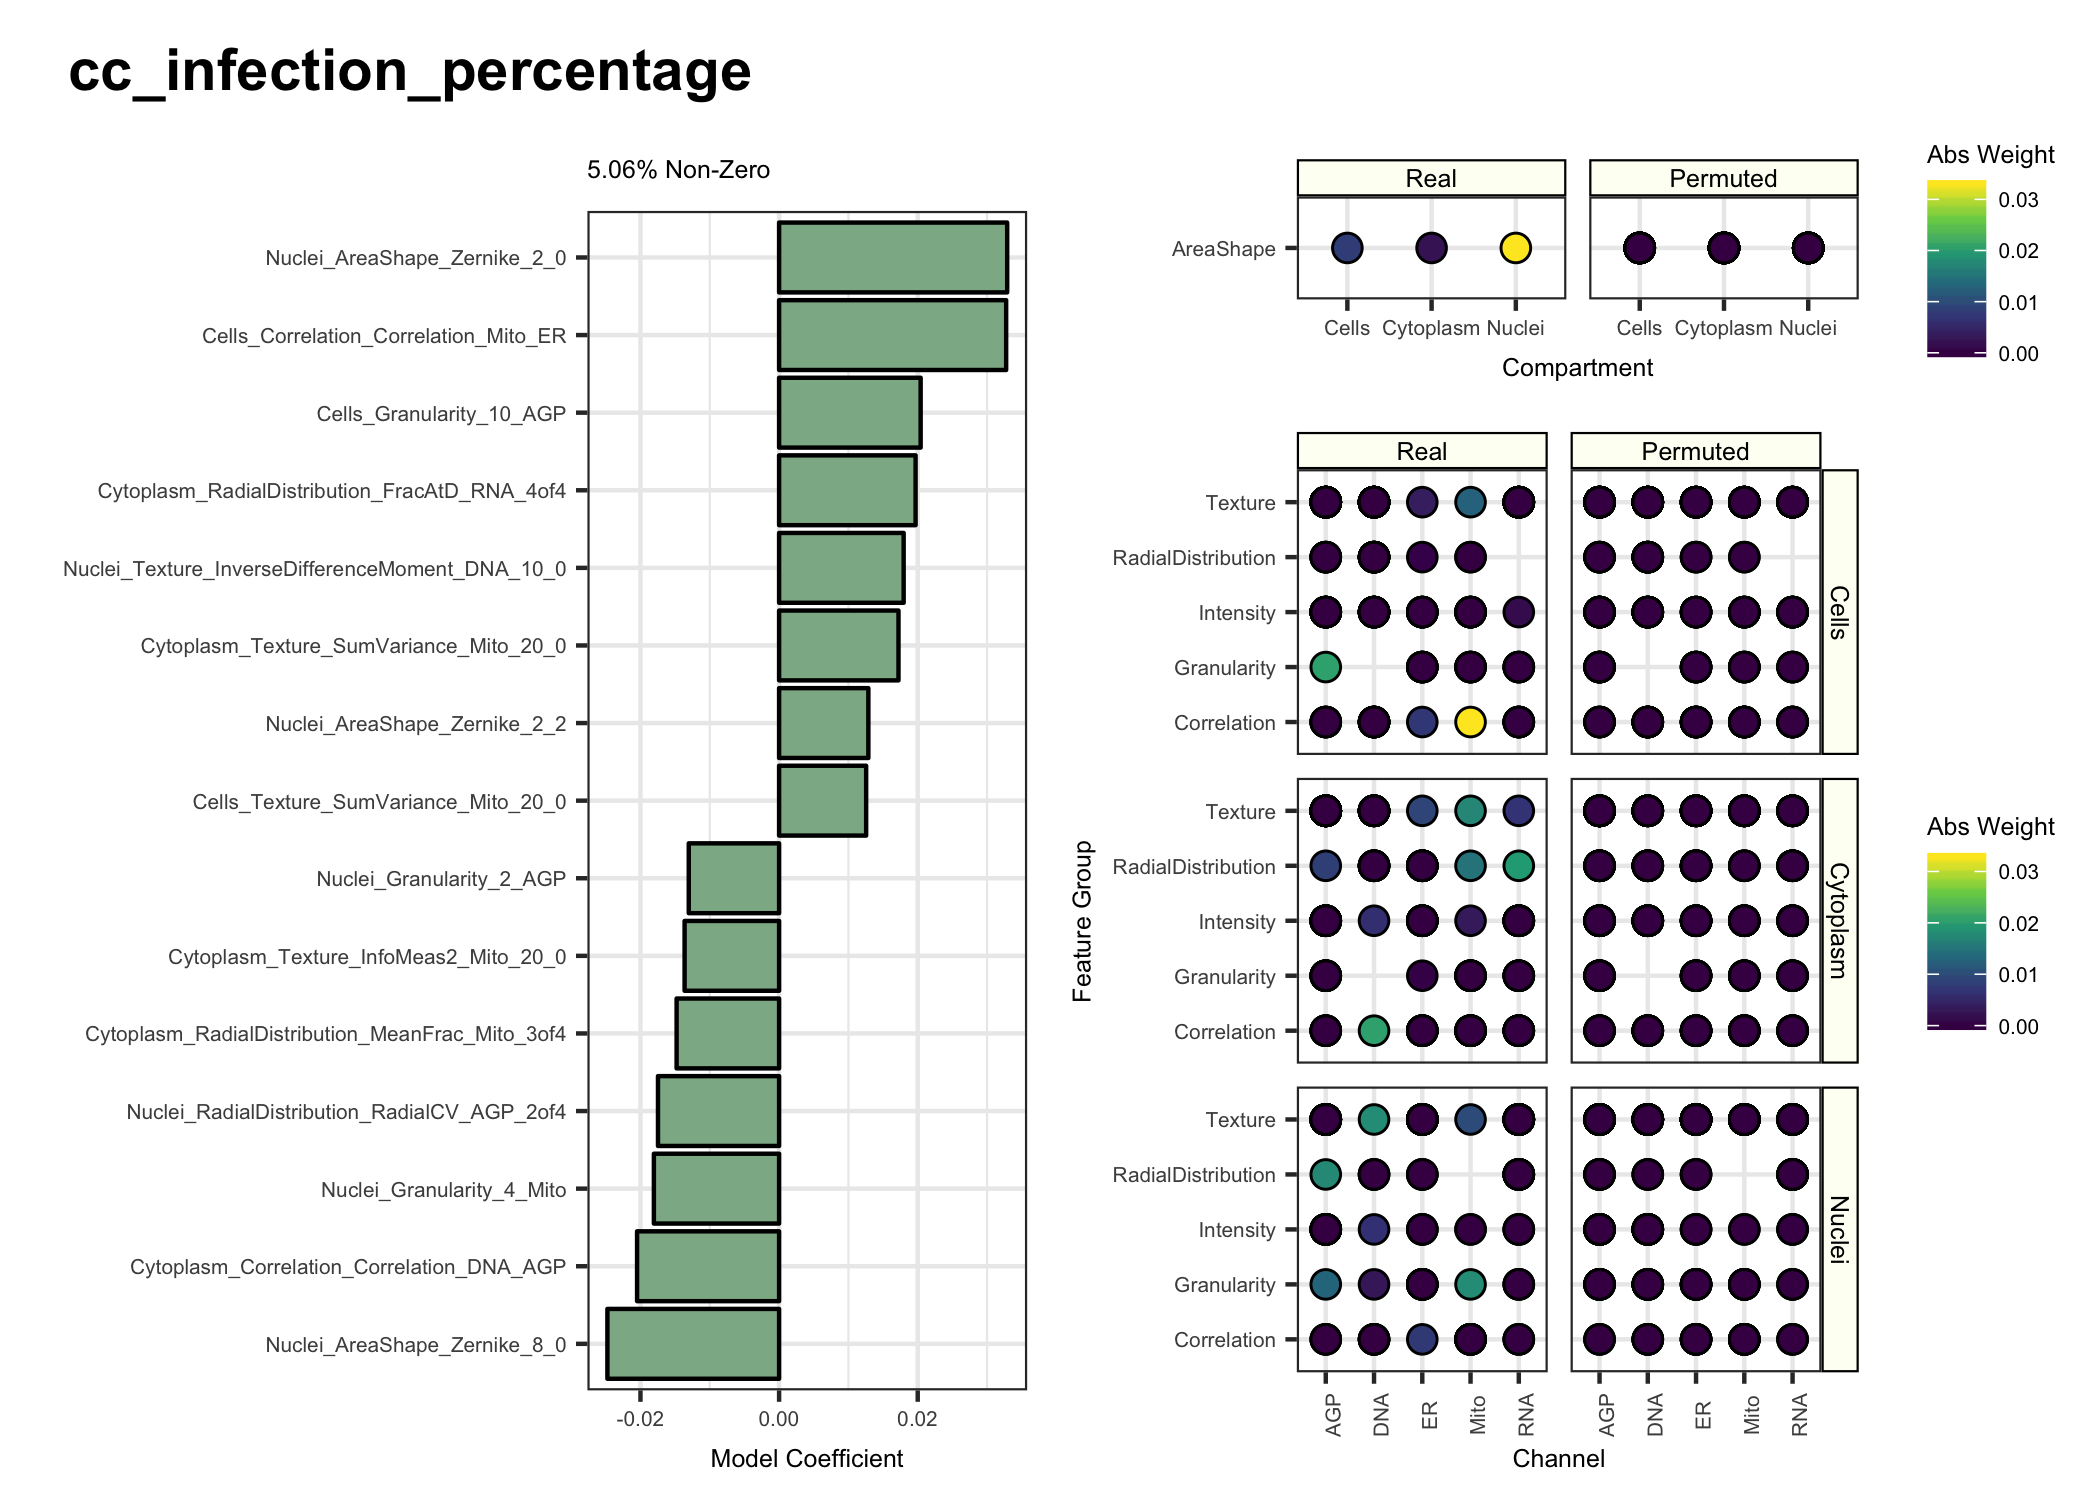 cc_infection_percentage
5.06% Non-Zero
Nuclei_AreaShape_Zernike_2_0
Cells_Correlation_Correlation_Mito_ER
Cells_Granularity_10_AGP
Cytoplasm_RadialDistribution_FracAtD_RNA_4of4
Nuclei_Texture_InverseDifferenceMoment_DNA_10_0
Cytoplasm_Texture_SumVariance_Mito_20_0
Nuclei_AreaShape_Zernike_2_2
Cells_Texture_SumVariance_Mito_20_0
Nuclei_Granularity_2_AGP
Cytoplasm_Texture_InfoMeas2_Mito_20_0
Cytoplasm_RadialDistribution_MeanFrac_Mito_3of4
Nuclei_RadialDistribution_RadialCV_AGP_2of4
Nuclei_Granularity_4_Mito
Cytoplasm_Correlation_Correlation_DNA_AGP
Nuclei_AreaShape_Zernike_8_0
-0.02 0.00 0.02
Model Coefficient
Real Permuted
AreaShape
Cells Cytoplasm Nuclei Cells Cytoplasm Nuclei
Compartment
Abs Weight
0.03
0.02
0.01
0.00
Real Permuted
Feature Group
Texture
RadialDistribution
Intensity
Granularity
Correlation
Cells
Texture
RadialDistribution
Intensity
Granularity
Correlation
Cytoplasm
Texture
RadialDistribution
Intensity
Granularity
Correlation
Nuclei
AGP DNA ER Mito RNA AGP DNA ER Mito RNA
Channel
Abs Weight
0.03
0.02
0.01
0.00